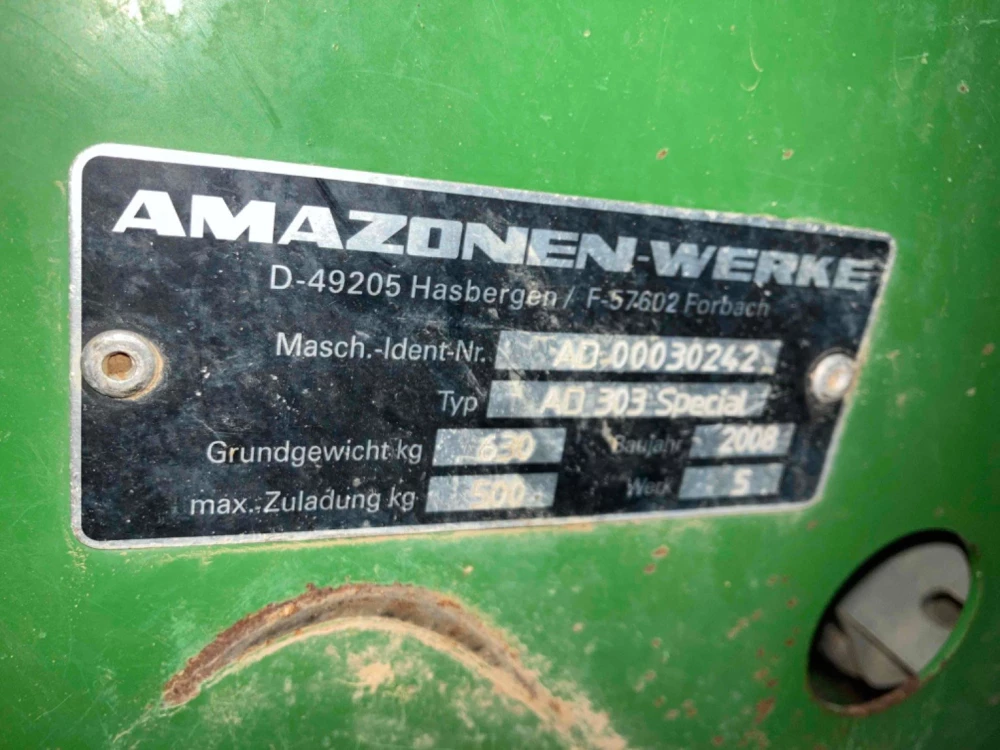 AMAZONEN-WERKE
D-49205 Hasbergen / F-57602 Forbach
Masch.-Ident-Nr. AD-00030242
Typ AD 303 Special
Grundgewicht kg 630 Baujahr 2008
max. Zuladung kg 500 Werk 5